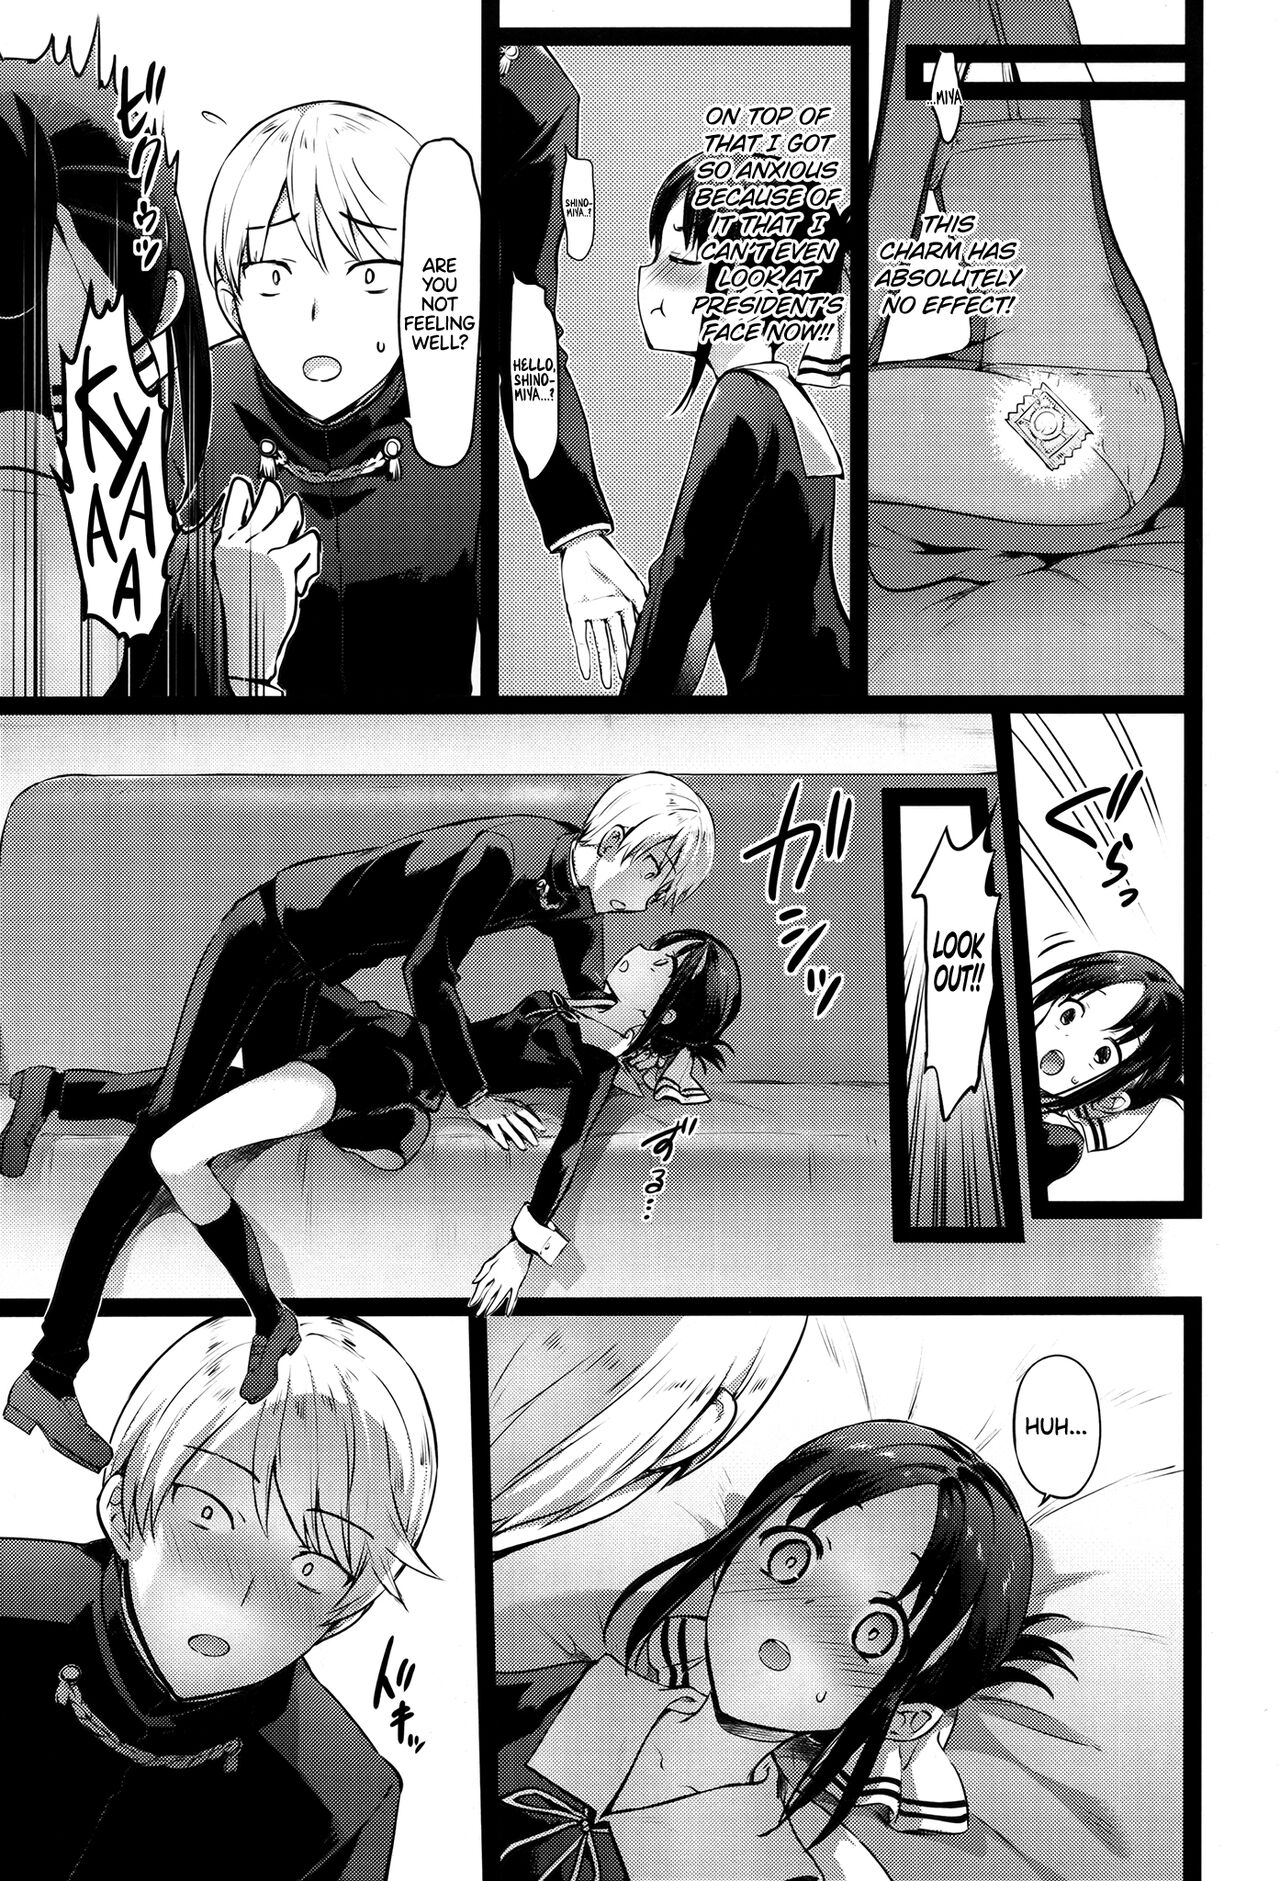 ...MIYA
THIS
CHARM HAS
ABSOLUTELY
NO EFFECT!
ON TOP OF
THAT I GOT
SO ANXIOUS
BECAUSE OF
IT THAT I
CAN'T EVEN
LOOK AT
PRESIDENT'S
FACE NOW!!
SHINO-
MIYA..?
HELLO,
SHINO-
MIYA...?
ARE
YOU
NOT
FEELING
WELL?
ビクゥッ
KYAAAAA
ぐらっ
LOOK
OUT!!
ガシッ
ずる…
HUH...
ドキッ